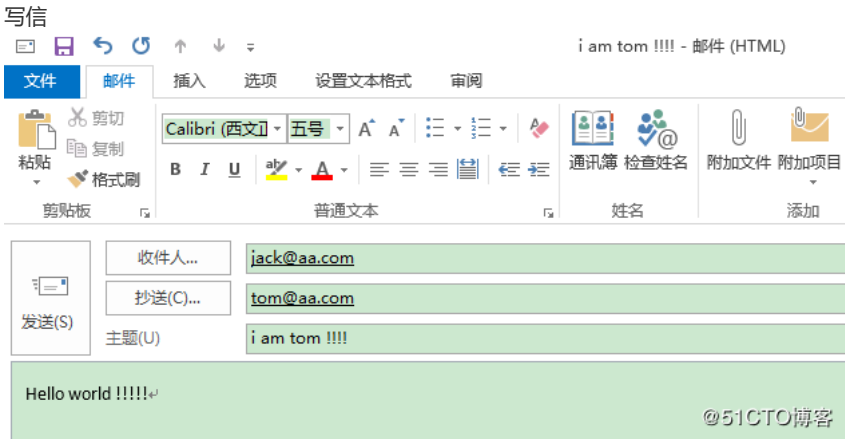 写信
i am tom !!!! - 邮件 (HTML)
文件 邮件 插入 选项 设置文本格式 审阅
粘贴 剪切 复制 格式刷
Calibri (西文正 五号
B I U
通讯簿 检查姓名
附加文件 附加项目
剪贴板 普通文本 姓名 添加
发送(S)
收件人... jack@aa.com
抄送(C)... tom@aa.com
主题(U) i am tom !!!!
Hello world !!!!!
@51CTO博客